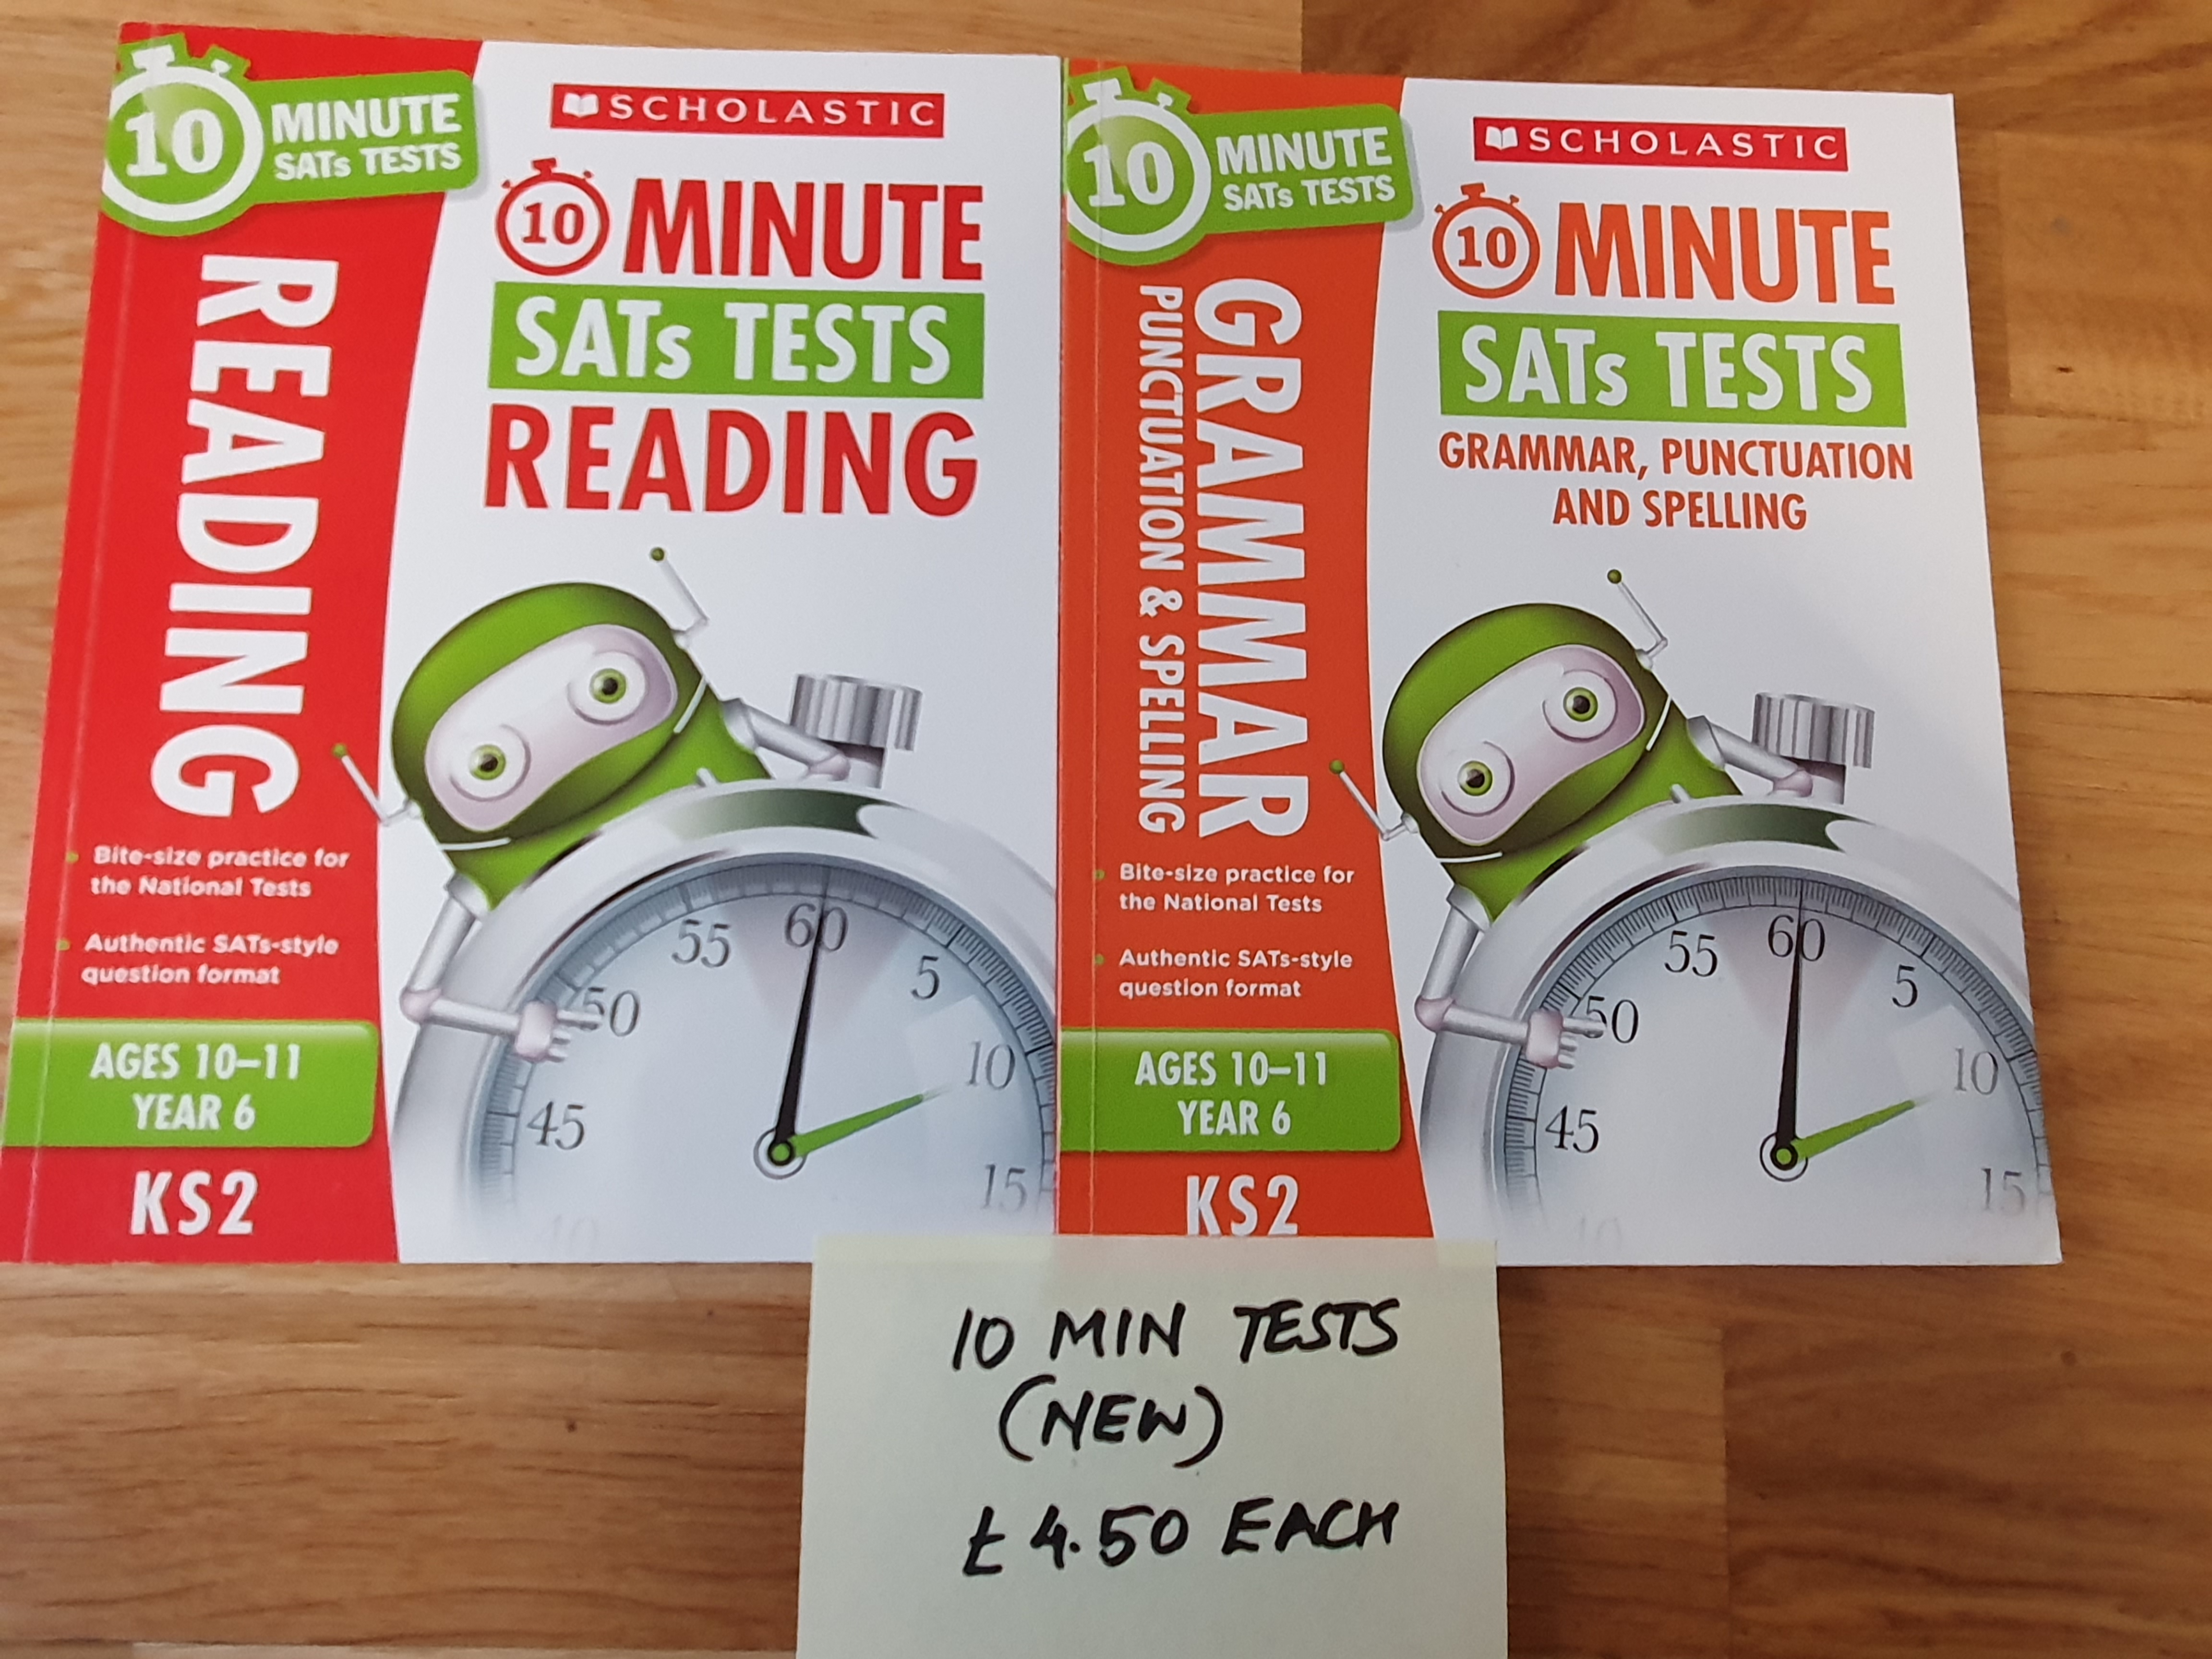 10
MINUTE
SATs TESTS
READING
• Bite-size practice for
the National Tests
• Authentic SATs-style
question format
AGES 10–11
YEAR 6
KS2
SCHOLASTIC
10 MINUTE
SATs TESTS
READING
45
50
55
60
5
10
15
10
MINUTE
SATs TESTS
GRAMMAR
PUNCTUATION & SPELLING
• Bite-size practice for
the National Tests
• Authentic SATs-style
question format
AGES 10–11
YEAR 6
KS2
SCHOLASTIC
10 MINUTE
SATs TESTS
GRAMMAR, PUNCTUATION
AND SPELLING
45
50
55
60
5
10
15
10 MIN TESTS
(NEW)
£4.50 EACH